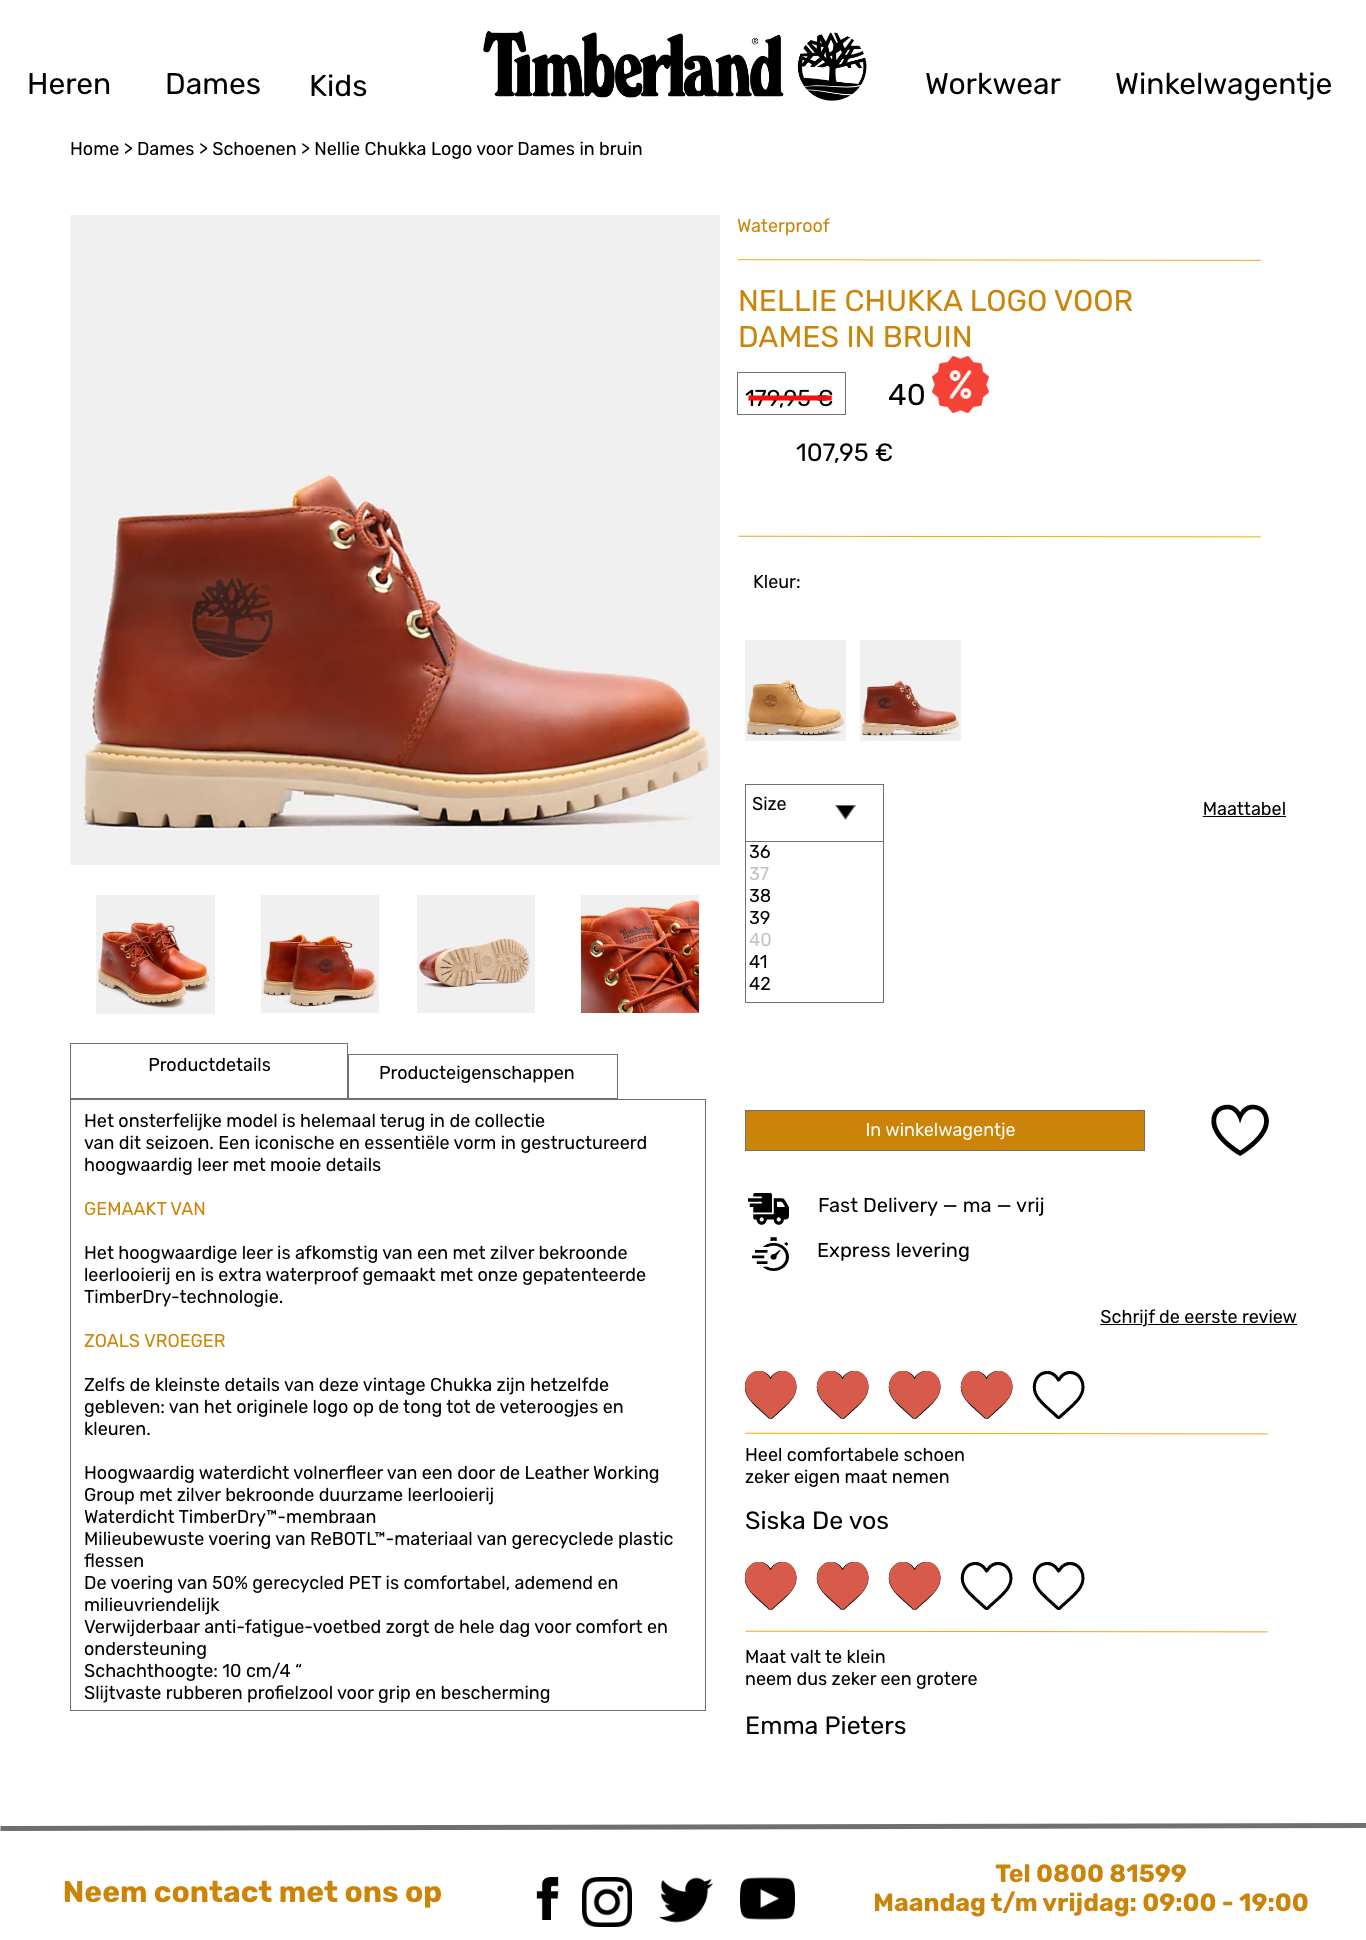 Heren
Dames
Kids
Timberland
®
Workwear
Winkelwagentje
Home > Dames > Schoenen > Nellie Chukka Logo voor Dames in bruin
Waterproof
NELLIE CHUKKA LOGO VOOR
DAMES IN BRUIN
179,95 €
40
%
107,95 €
Kleur:
Size
36
37
38
39
40
41
42
Maattabel
Timberland
Productdetails
Producteigenschappen
Het onsterfelijke model is helemaal terug in de collectie
van dit seizoen. Een iconische en essentiële vorm in gestructureerd
hoogwaardig leer met mooie details
GEMAAKT VAN
Het hoogwaardige leer is afkomstig van een met zilver bekroonde
leerlooierij en is extra waterproof gemaakt met onze gepatenteerde
TimberDry-technologie.
ZOALS VROEGER
Zelfs de kleinste details van deze vintage Chukka zijn hetzelfde
gebleven: van het originele logo op de tong tot de veteroogjes en
kleuren.
Hoogwaardig waterdicht volnerfleer van een door de Leather Working
Group met zilver bekroonde duurzame leerlooierij
Waterdicht TimberDry™-membraan
Milieubewuste voering van ReBOTL™-materiaal van gerecyclede plastic
flessen
De voering van 50% gerecycled PET is comfortabel, ademend en
milieuvriendelijk
Verwijderbaar anti-fatigue-voetbed zorgt de hele dag voor comfort en
ondersteuning
Schachthoogte: 10 cm/4 “
Slijtvaste rubberen profielzool voor grip en bescherming
In winkelwagentje
Fast Delivery – ma – vrij
Express levering
Schrijf de eerste review
Heel comfortabele schoen
zeker eigen maat nemen
Siska De vos
Maat valt te klein
neem dus zeker een grotere
Emma Pieters
Neem contact met ons op
Tel 0800 81599
Maandag t/m vrijdag: 09:00 - 19:00